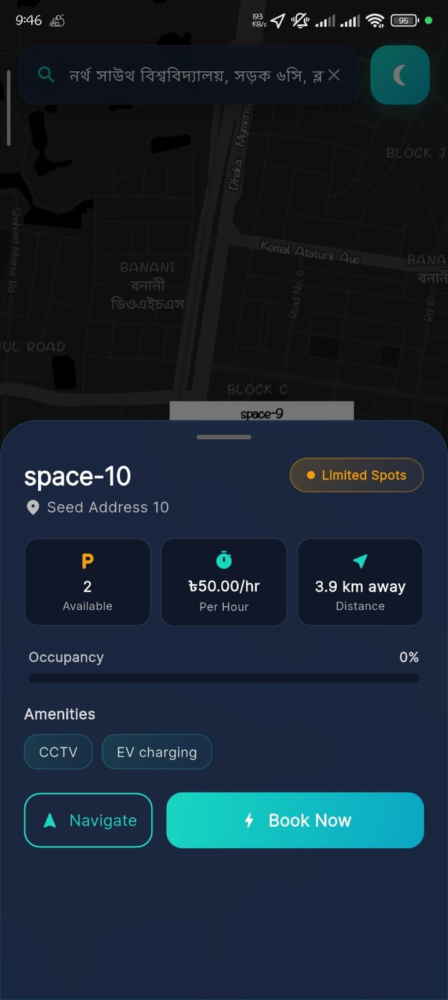 9:46
193
KB/s
95
নর্থ সাউথ বিশ্ববিদ্যালয়, সড়ক ৬সি, ব্ল
Dhaka - Mymens
BLOCK J
Shaheed Moinul Rd
Kemal Ataturk Ave
BANANI
বনানী
ডিওএইচএস
Road No. 6
BANA
বনানী
Rd 10
UL ROAD
BLOCK C
space-9
space-10
Limited Spots
Seed Address 10
P
2
Available
৳50.00/hr
Per Hour
3.9 km away
Distance
Occupancy
0%
Amenities
CCTV
EV charging
Navigate
Book Now